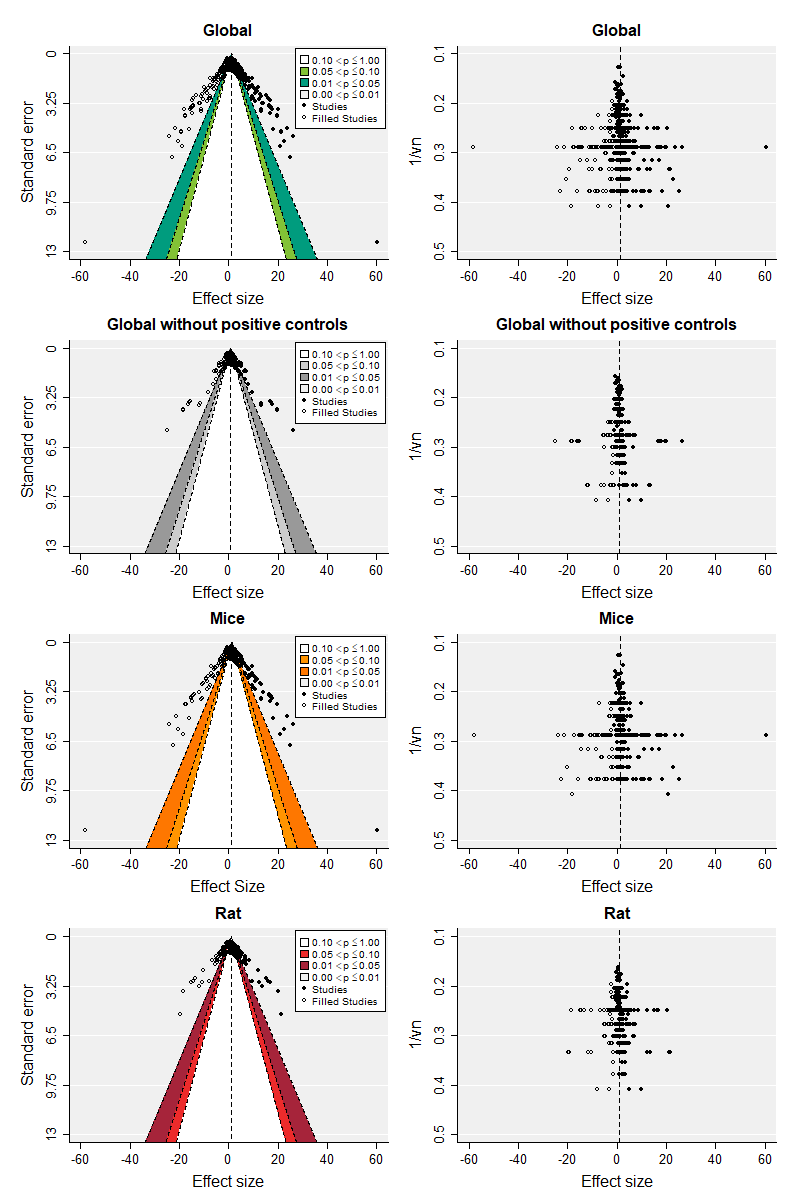 Global
0
3.25
6.5
9.75
13
Standard error
-60 -40 -20 0 20 40 60
Effect size
0.10 < p ≤ 1.00
0.05 < p ≤ 0.10
0.01 < p ≤ 0.05
0.00 < p ≤ 0.01
Studies
Filled Studies
Global
0.1
0.2
0.3
0.4
0.5
1/vn
-60 -40 -20 0 20 40 60
Effect size
Global without positive controls
0
3.25
6.5
9.75
13
Standard error
-60 -40 -20 0 20 40 60
Effect size
0.10 < p ≤ 1.00
0.05 < p ≤ 0.10
0.01 < p ≤ 0.05
0.00 < p ≤ 0.01
Studies
Filled Studies
Global without positive controls
0.1
0.2
0.3
0.4
0.5
1/vn
-60 -40 -20 0 20 40 60
Effect size
Mice
0
3.25
6.5
9.75
13
Standard error
-60 -40 -20 0 20 40 60
Effect Size
0.10 < p ≤ 1.00
0.05 < p ≤ 0.10
0.01 < p ≤ 0.05
0.00 < p ≤ 0.01
Studies
Filled Studies
Mice
0.1
0.2
0.3
0.4
0.5
1/vn
-60 -40 -20 0 20 40 60
Effect size
Rat
0
3.25
6.5
9.75
13
Standard error
-60 -40 -20 0 20 40 60
Effect size
0.10 < p ≤ 1.00
0.05 < p ≤ 0.10
0.01 < p ≤ 0.05
0.00 < p ≤ 0.01
Studies
Filled Studies
Rat
0.1
0.2
0.3
0.4
0.5
1/vn
-60 -40 -20 0 20 40 60
Effect size